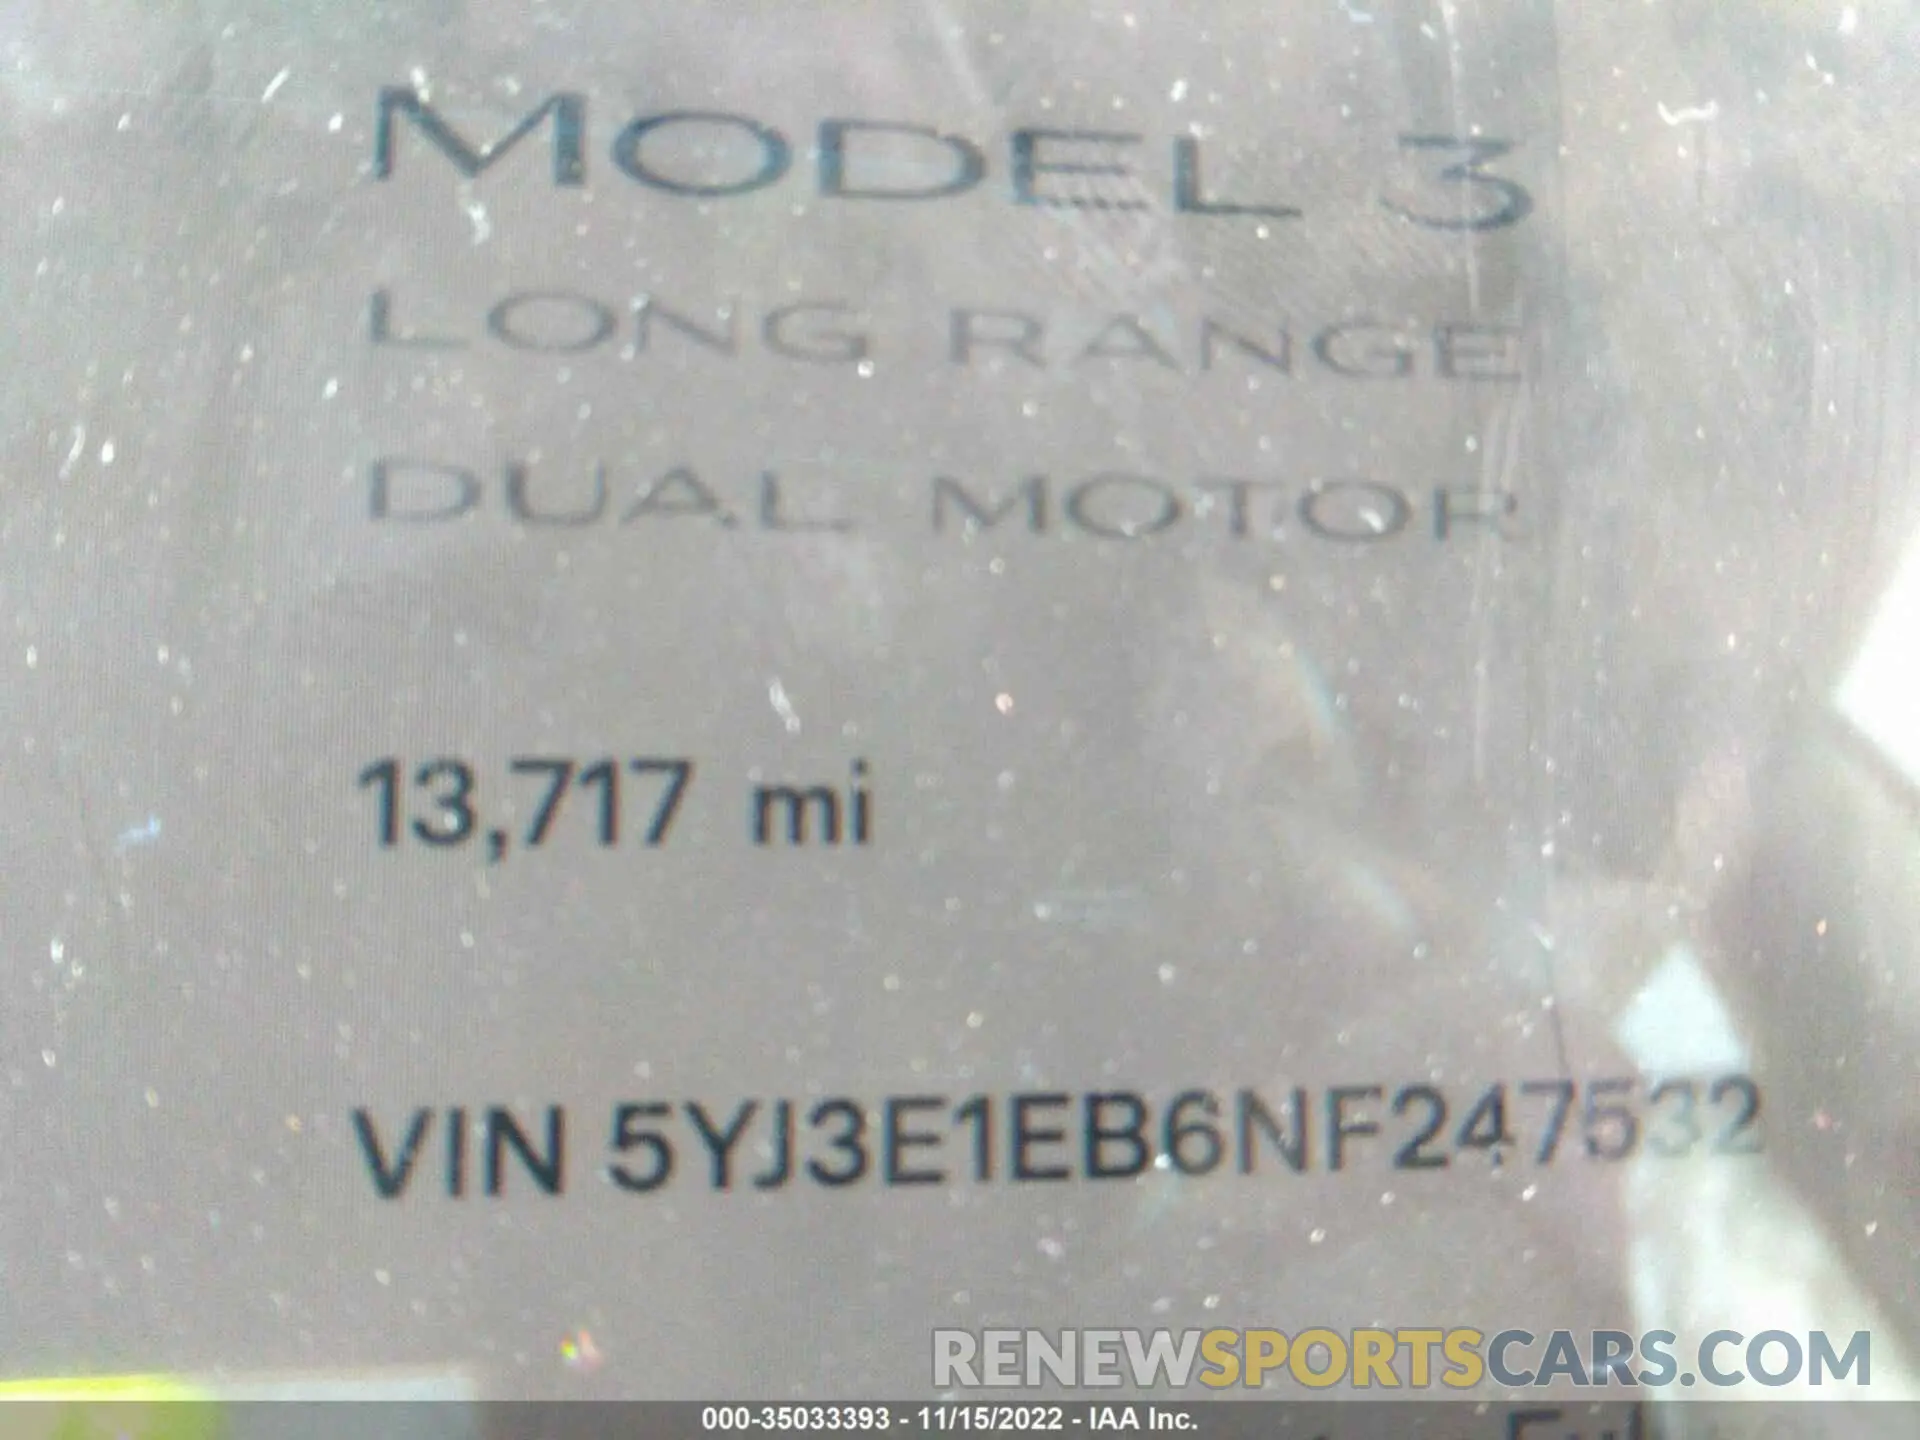 MODEL 3
LONG RANGE
DUAL MOTOR
13,717 mi
VIN 5YJ3E1EB6NF247532
RENEWSPORTSCARS.COM
000-35033393 - 11/15/2022 - IAA Inc.